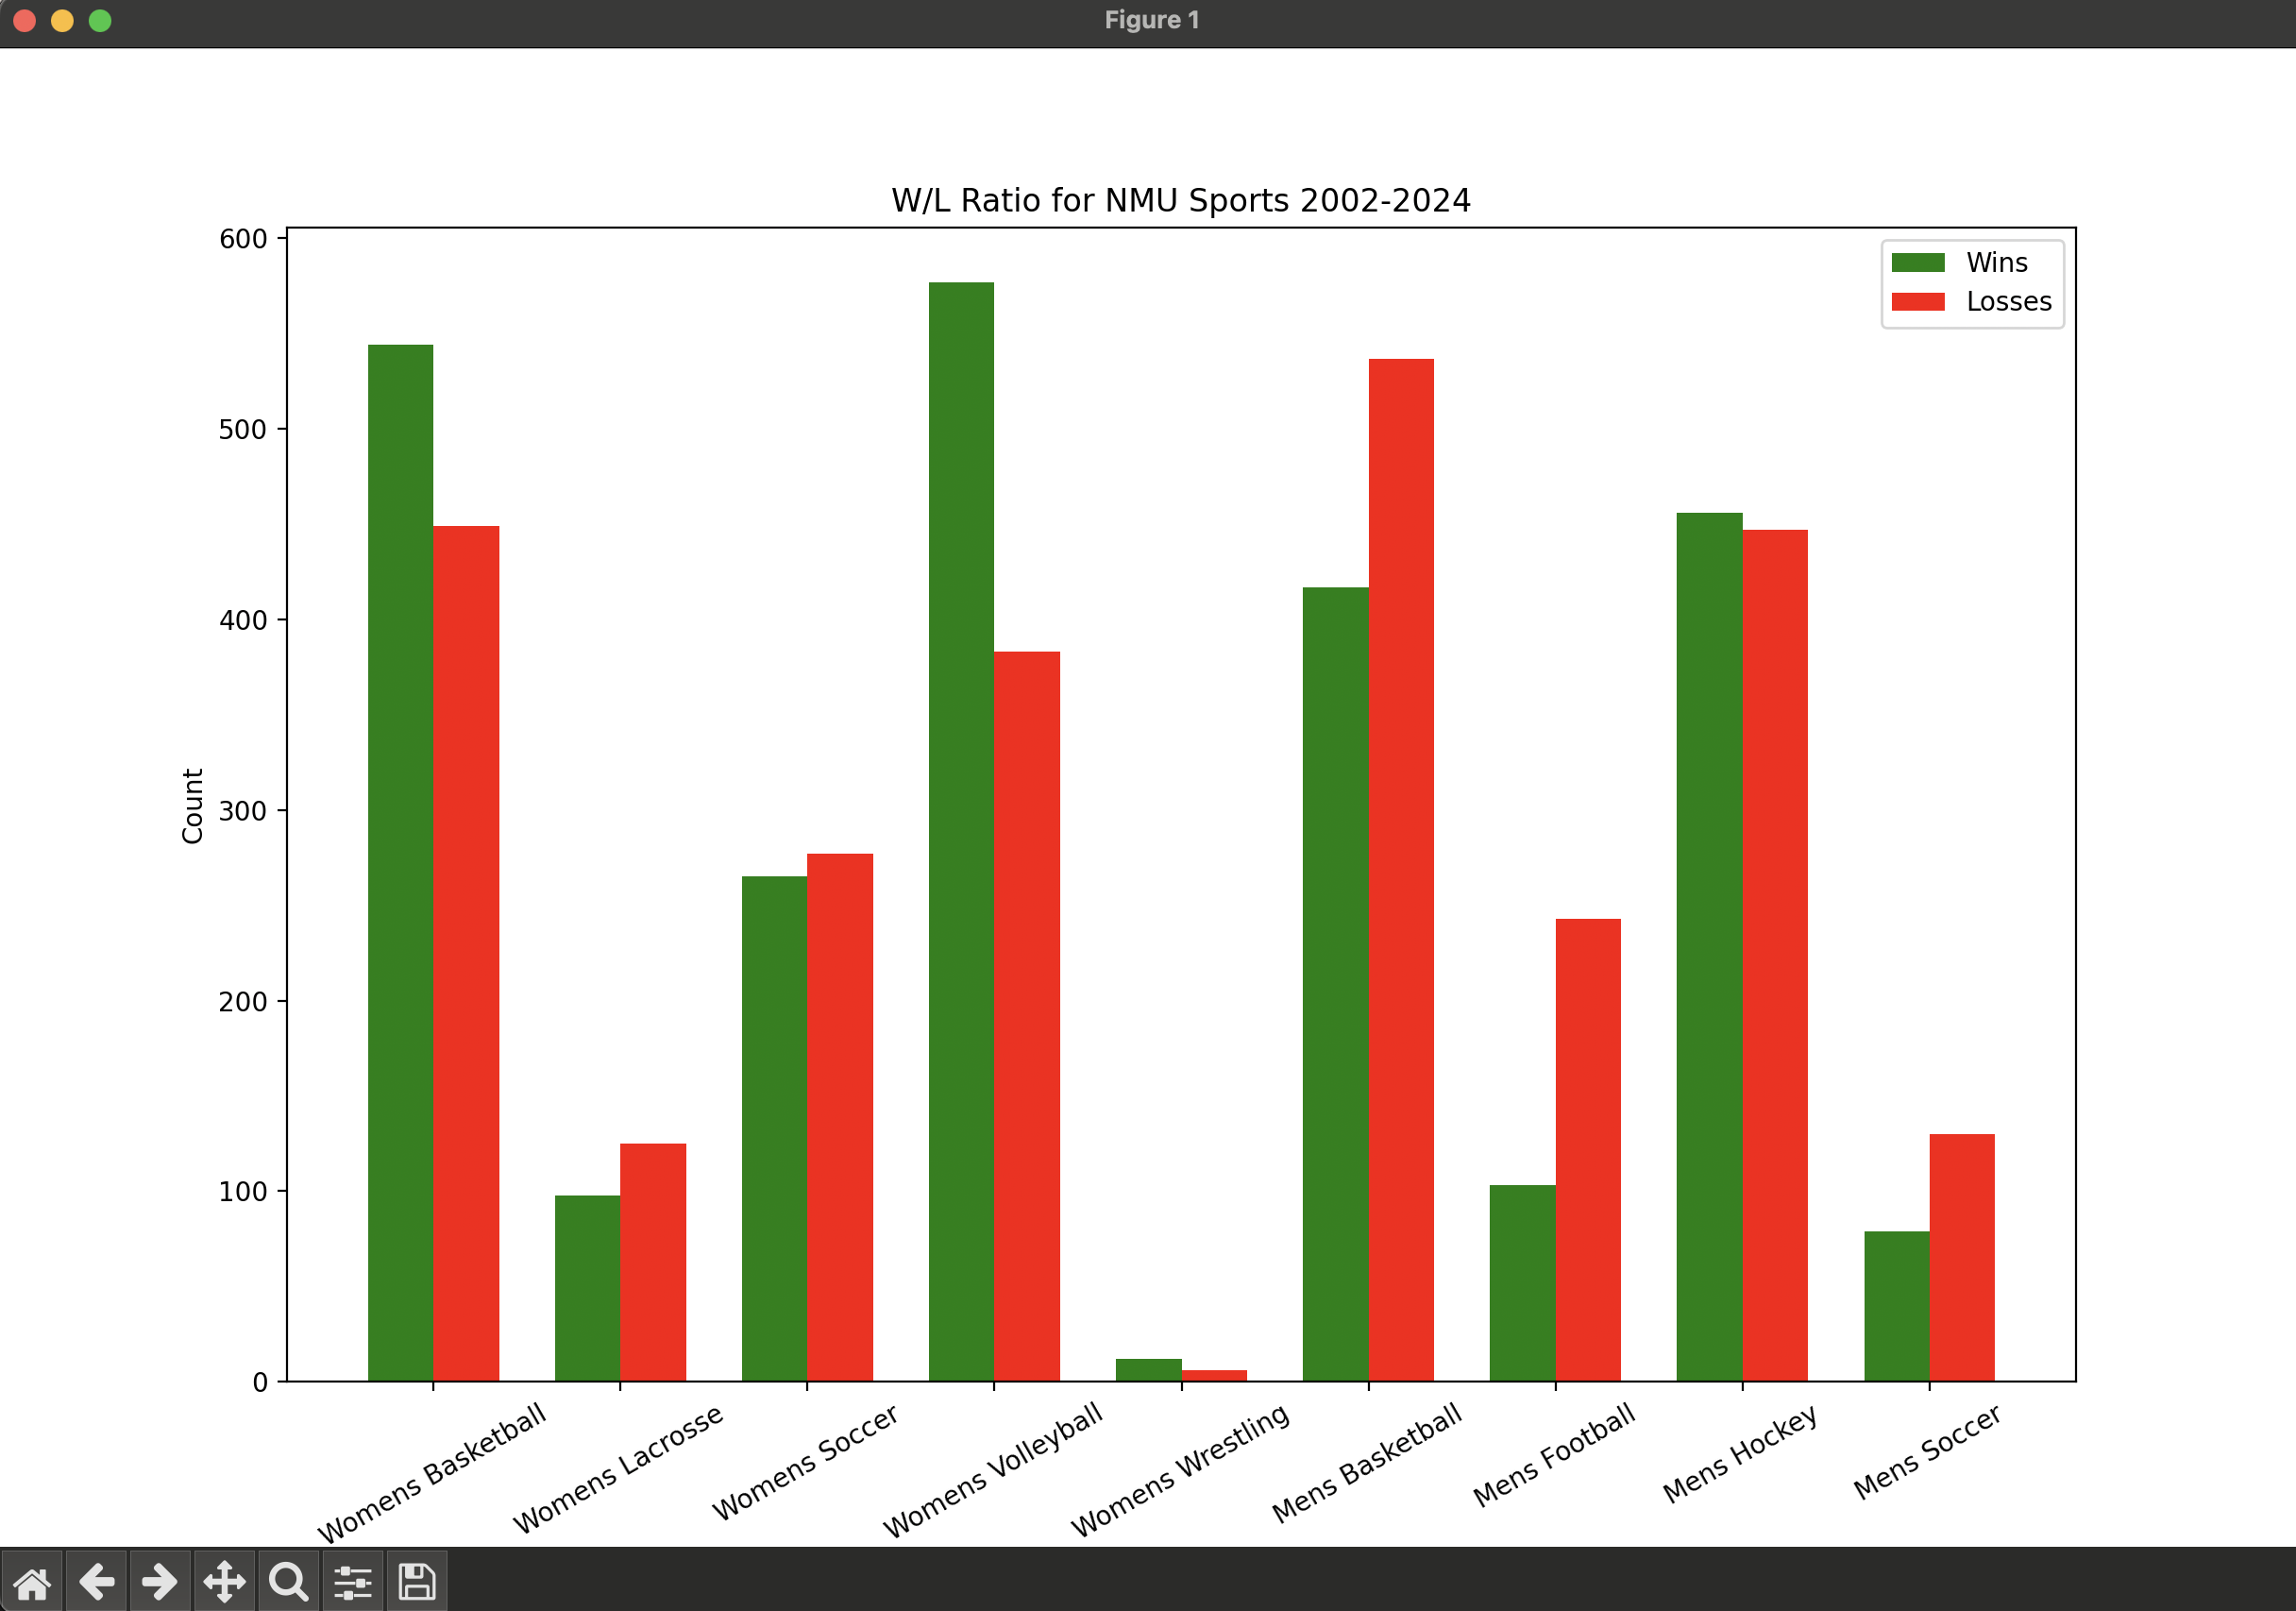 Figure 1
W/L Ratio for NMU Sports 2002-2024
600
500
400
300
200
100
0
Count
Wins
Losses
Womens Basketball
Womens Lacrosse
Womens Soccer
Womens Volleyball
Womens Wrestling
Mens Basketball
Mens Football
Mens Hockey
Mens Soccer